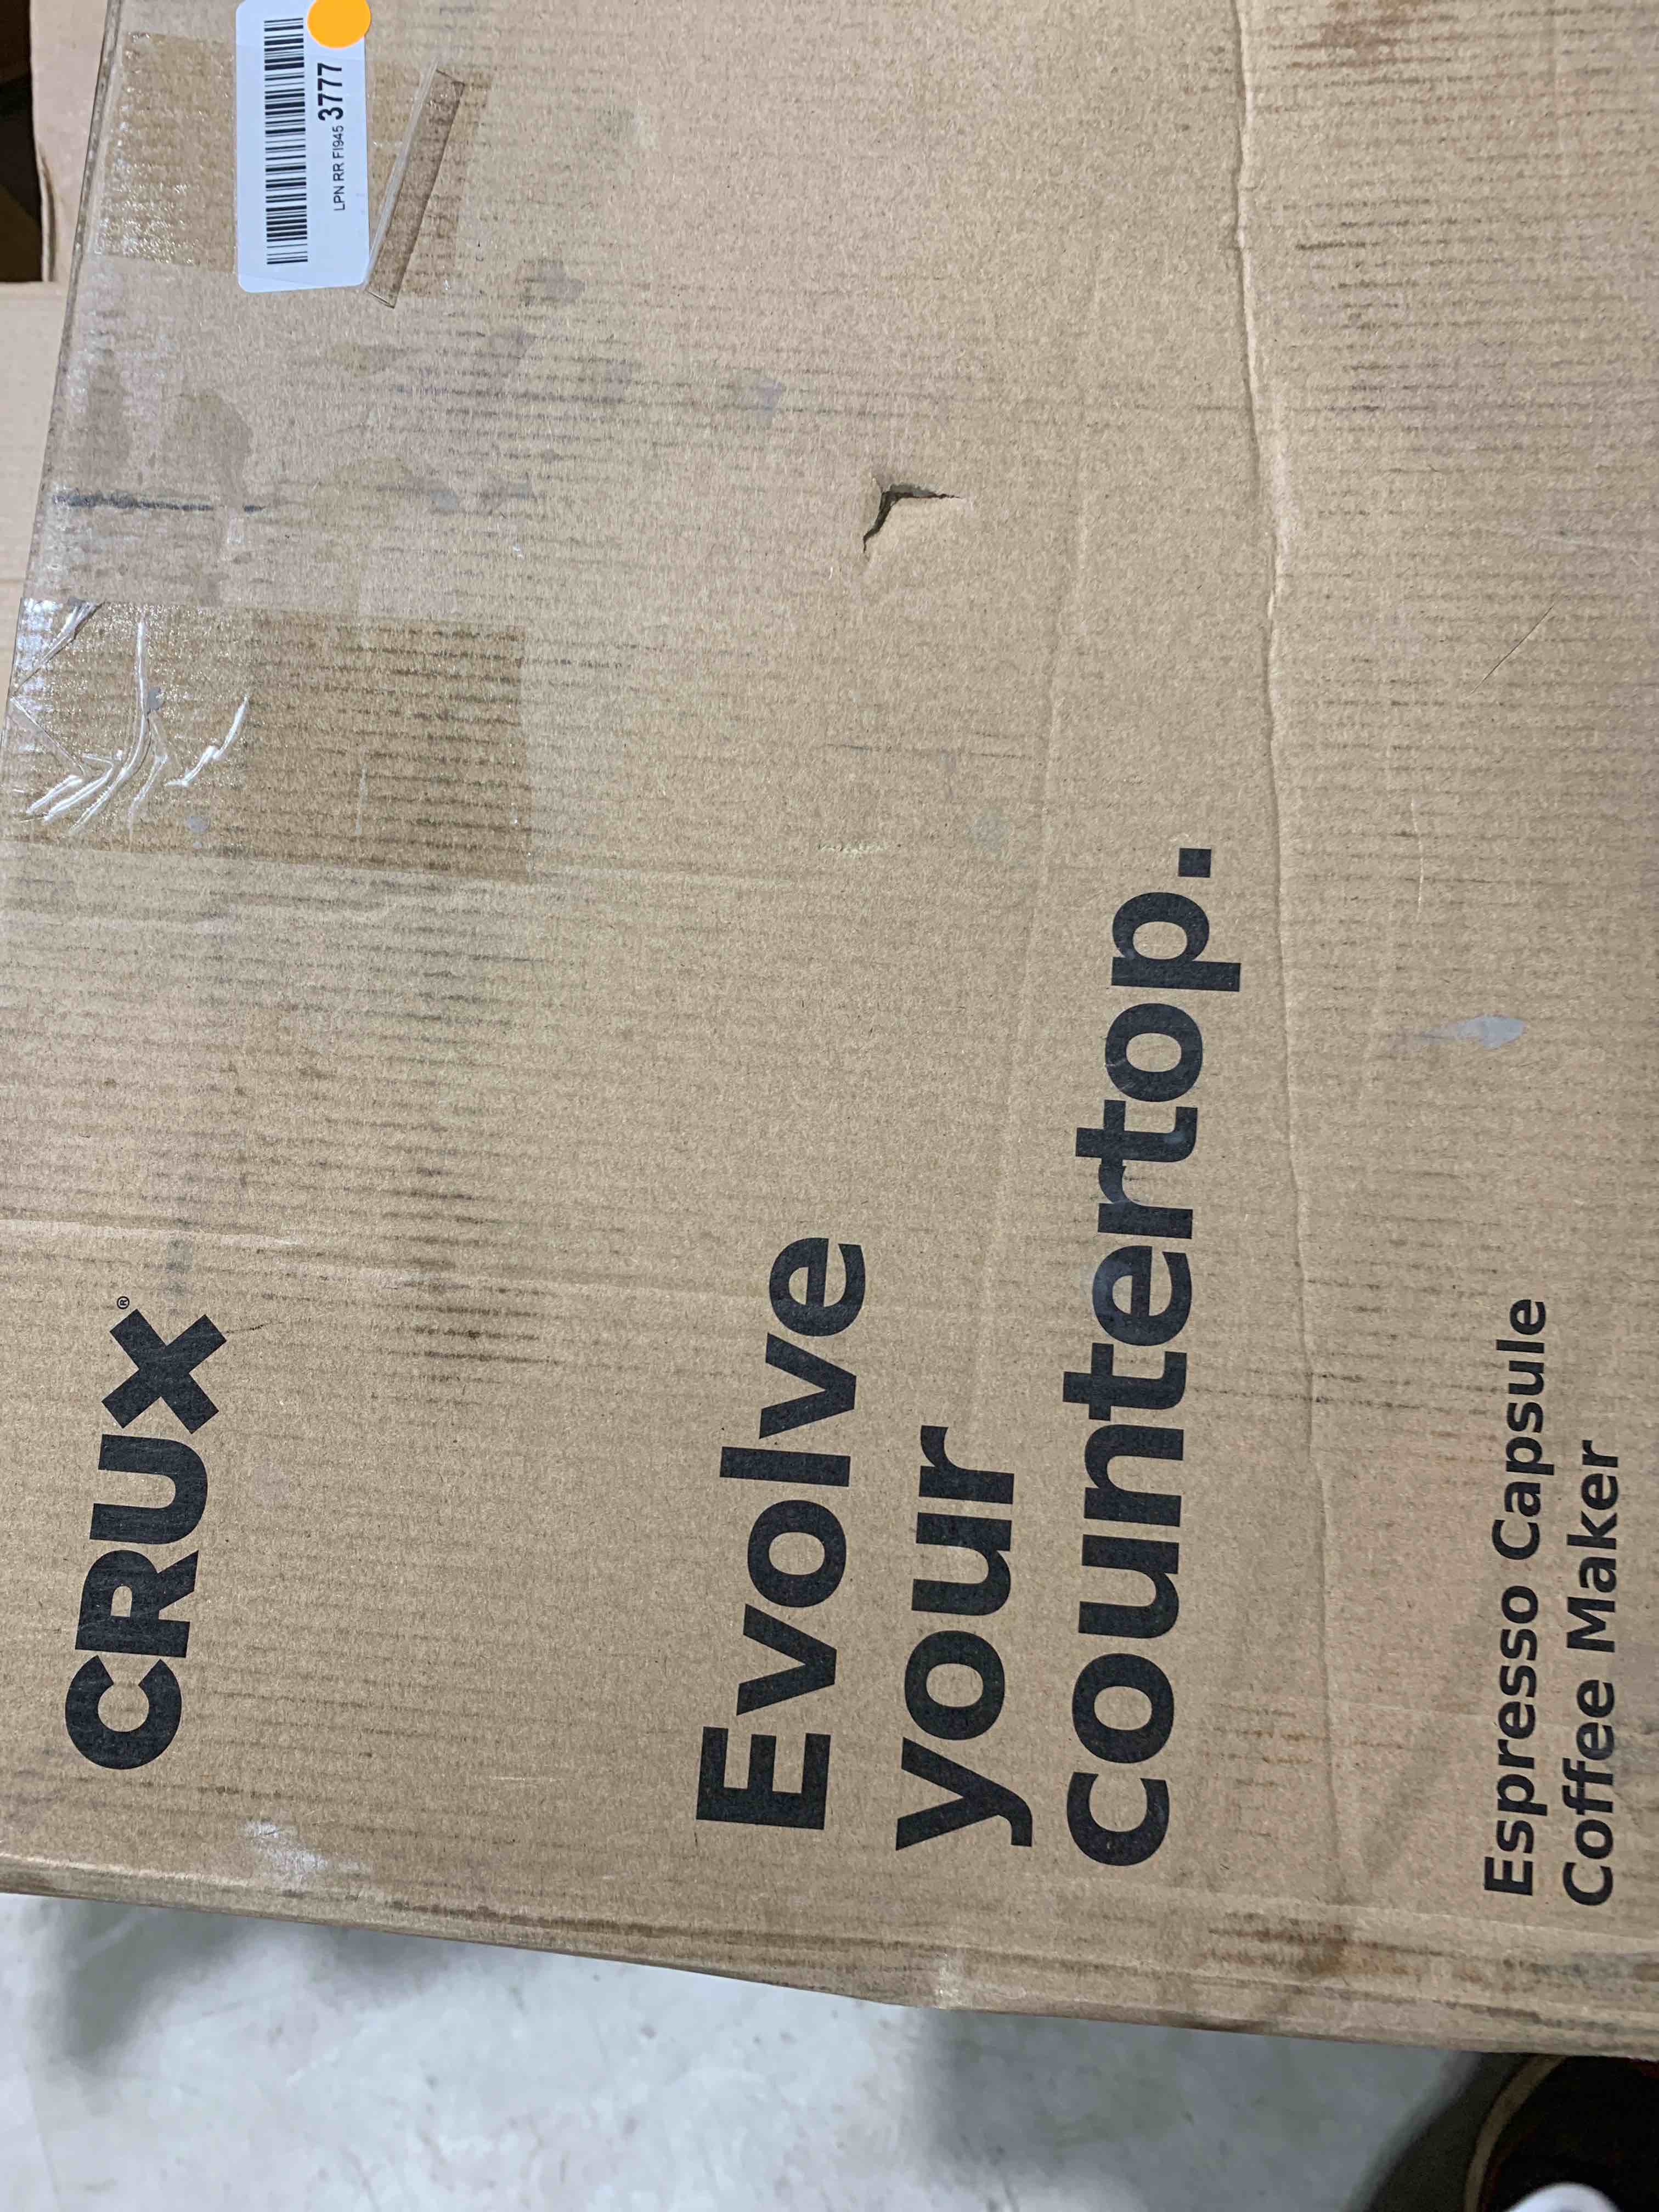 CRUX®
LPN RR FI945 3777
Evolve
your
countertop.
Espresso Capsule
Coffee Maker